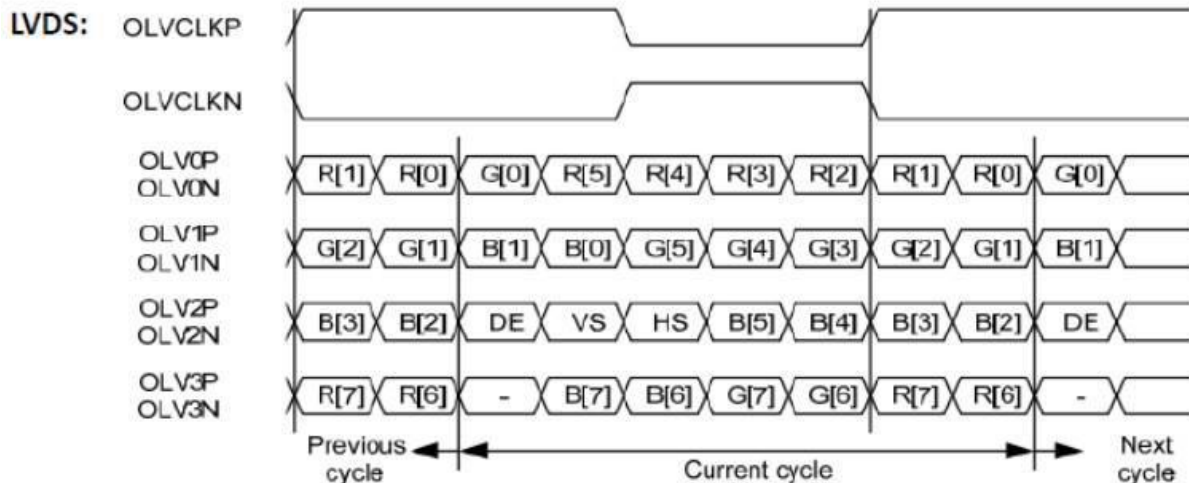 LVDS: OLVCLKP
OLVCLKN
OLV0P
OLV0N
R[1] R[0] G[0] R[5] R[4] R[3] R[2] R[1] R[0] G[0]
OLV1P
OLV1N
G[2] G[1] B[1] B[0] G[5] G[4] G[3] G[2] G[1] B[1]
OLV2P
OLV2N
B[3] B[2] DE VS HS B[5] B[4] B[3] B[2] DE
OLV3P
OLV3N
R[7] R[6] - B[7] B[6] G[7] G[6] R[7] R[6] -
Previous
cycle
Current cycle
Next
cycle